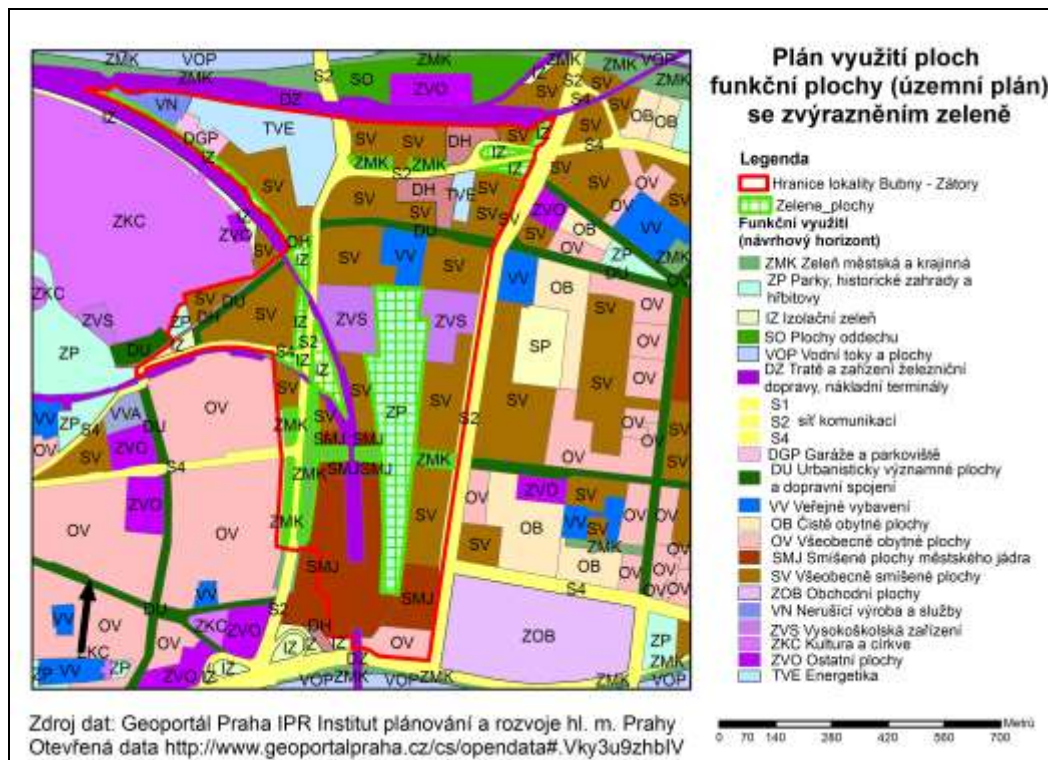 Plán využití ploch
funkční plochy (územní plán)
se zvýrazněním zeleně
Legenda
Hranice lokality Bubny - Zátory
Zelene_plochy
Funkční využití
(návrhový horizont)
ZMK Zeleň městská a krajinná
ZP Parky, historické zahrady a
hřbitovy
IZ Izolační zeleň
SO Plochy oddechu
VOP Vodní toky a plochy
DZ Tratě a zařízení železniční
dopravy, nákladní terminály
S1
S2 síť komunikací
S4
DGP Garáže a parkoviště
DU Urbanisticky významné plochy
a dopravní spojení
VV Veřejné vybavení
OB Čistě obytné plochy
OV Všeobecně obytné plochy
SMJ Smíšené plochy městského jádra
SV Všeobecně smíšené plochy
ZOB Obchodní plochy
VN Nerušící výroba a služby
ZVS Vysokoškolská zařízení
ZKC Kultura a církve
ZVO Ostatní plochy
TVE Energetika
Metrů
0 70 140 280 420 560 700
ZMK VOP S2 SO ZVO IZ ZMK S2 ZMK VOP ZMK
ZMK DZ SV S4
IZ VN TVE SV DH SV IZ OB OB
DGP IZ ZMK S2 ZMK IZ IZ S4
SV SV DH TVE SV SV OV OV
ZKC IZ ZVO SV DH DU SV ZVO OB OV ZP VV
IZ SV VV SV VV OB DU ZMK
ZKC ZVS SV DU DH SV IZ ZVS ZVS SP OV OV
ZP ZP IZ DU S4 S2 IZ IZ SV OV
VV VVA OV SV ZP SV S2 SV OV
OV ZP S4 ZVO DU ZMK SV SMJ SMJ SV
SV S4 ZMK SMJ SMJ ZMK OV ZVO SV
OV ZVO OV ZMK SV OB VV SV OV OV
SMJ SV ZMK OB OV OV
VV DU VV S2 SMJ S4
OV OV ZKC ZVO DH IZ OV ZOB ZP
ZP VV ZP ZVO IZ IZ DZ VOP ZMK VOP ZMK ZMK VOP
Zdroj dat: Geoportál Praha IPR Institut plánování a rozvoje hl. m. Prahy
Otevřená data http://www.geoportalpraha.cz/cs/opendata#.Vky3u9zhbIV